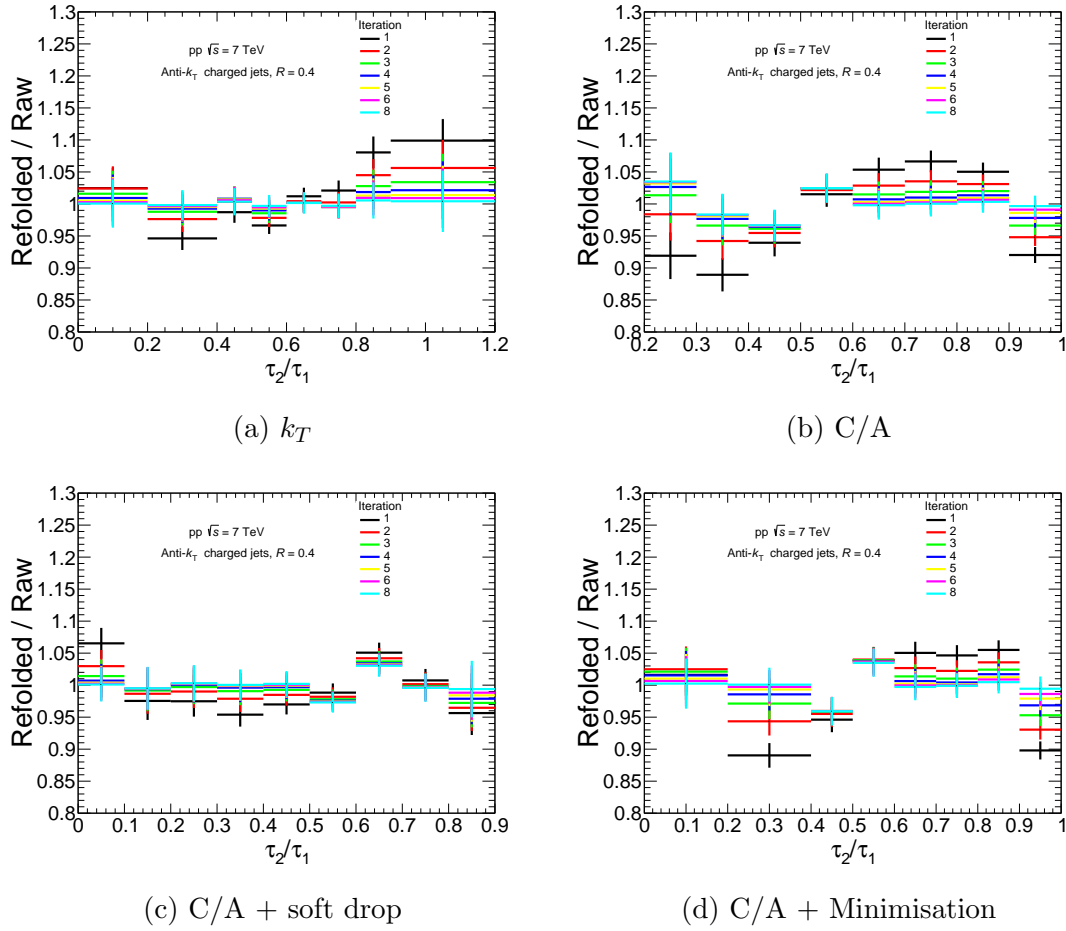 1.3
1.25
1.2
1.15
1.1
1.05
1
0.95
0.9
0.85
0.8
Refolded / Raw
pp √s = 7 TeV
Anti-kT charged jets, R = 0.4
Iteration
1
2
3
4
5
6
8
0 0.2 0.4 0.6 0.8 1 1.2
τ2/τ1
(a) kT
1.3
1.25
1.2
1.15
1.1
1.05
1
0.95
0.9
0.85
0.8
Refolded / Raw
pp √s = 7 TeV
Anti-kT charged jets, R = 0.4
Iteration
1
2
3
4
5
6
8
0.2 0.3 0.4 0.5 0.6 0.7 0.8 0.9 1
τ2/τ1
(b) C/A
1.3
1.25
1.2
1.15
1.1
1.05
1
0.95
0.9
0.85
0.8
Refolded / Raw
pp √s = 7 TeV
Anti-kT charged jets, R = 0.4
Iteration
1
2
3
4
5
6
8
0 0.1 0.2 0.3 0.4 0.5 0.6 0.7 0.8 0.9
τ2/τ1
(c) C/A + soft drop
1.3
1.25
1.2
1.15
1.1
1.05
1
0.95
0.9
0.85
0.8
Refolded / Raw
pp √s = 7 TeV
Anti-kT charged jets, R = 0.4
Iteration
1
2
3
4
5
6
8
0 0.1 0.2 0.3 0.4 0.5 0.6 0.7 0.8 0.9 1
τ2/τ1
(d) C/A + Minimisation